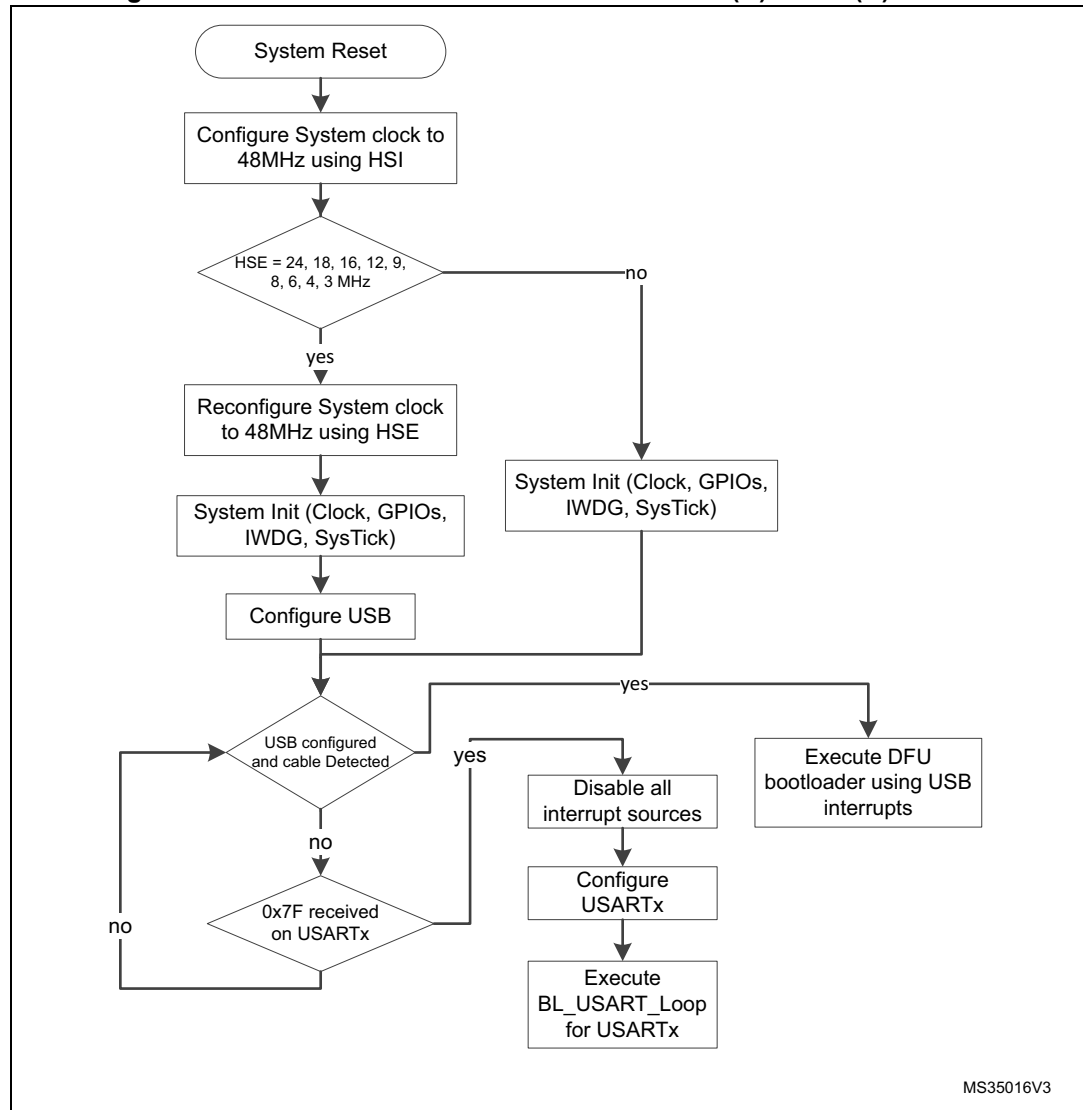 System Reset
Configure System clock to
48MHz using HSI
HSE = 24, 18, 16, 12, 9,
8, 6, 4, 3 MHz
no
yes
Reconfigure System clock
to 48MHz using HSE
System Init (Clock, GPIOs,
IWDG, SysTick)
System Init (Clock, GPIOs,
IWDG, SysTick)
Configure USB
yes
USB configured
and cable Detected
yes
Execute DFU
bootloader using USB
interrupts
Disable all
interrupt sources
no
Configure
USARTx
0x7F received
on USARTx
no
Execute
BL_USART_Loop
for USARTx
MS35016V3